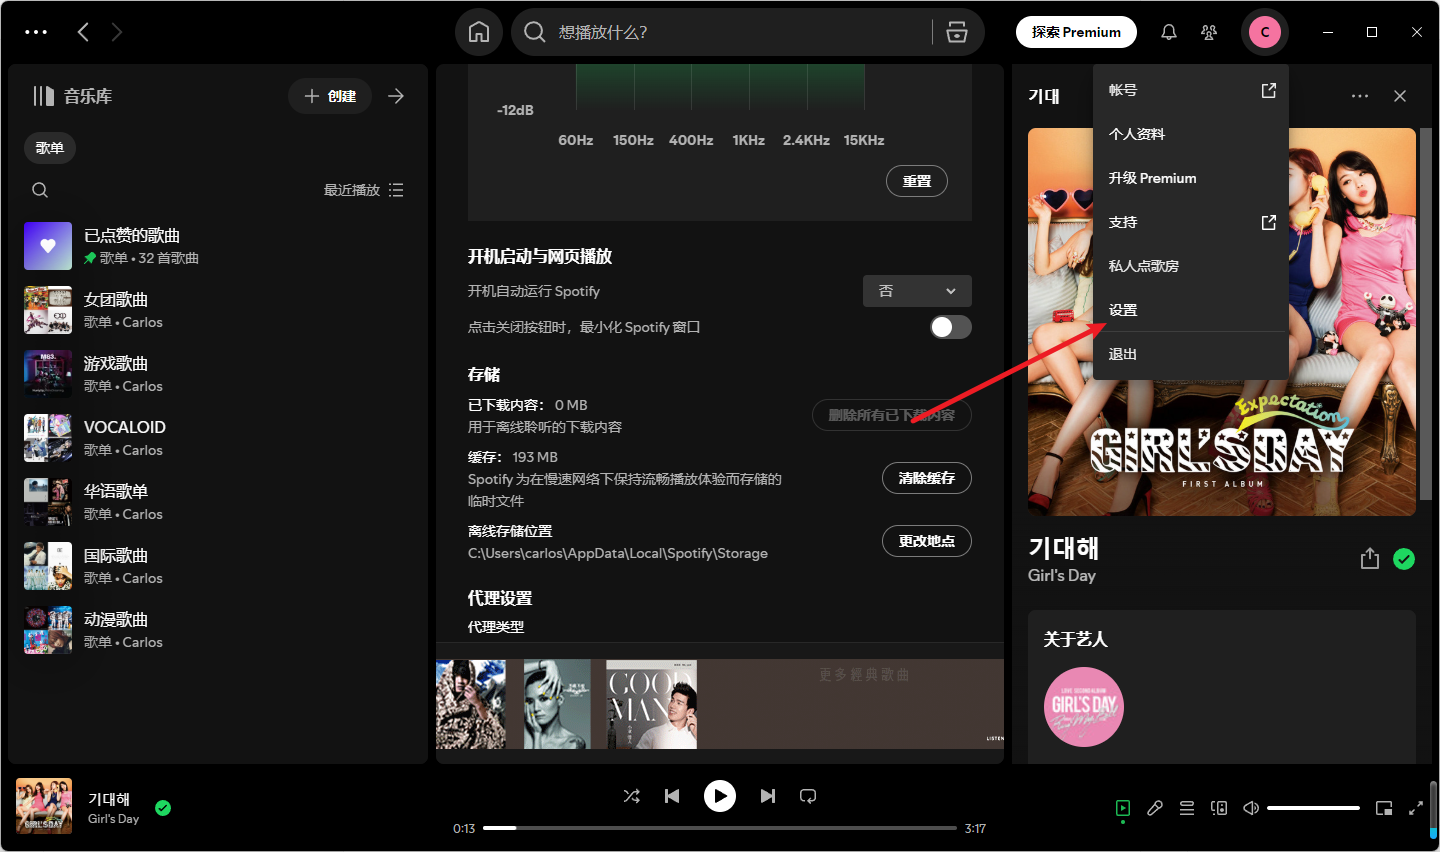 想播放什么?
探索 Premium
C
音乐库
创建
歌单
最近播放
已点赞的歌曲
歌单 • 32 首歌曲
女团歌曲
歌单 • Carlos
游戏歌曲
歌单 • Carlos
VOCALOID
歌单 • Carlos
华语歌单
歌单 • Carlos
国际歌曲
歌单 • Carlos
动漫歌曲
歌单 • Carlos
-12dB
60Hz 150Hz 400Hz 1KHz 2.4KHz 15KHz
重置
开机启动与网页播放
开机自动运行 Spotify
否
点击关闭按钮时，最小化 Spotify 窗口
存储
已下载内容： 0 MB
用于离线聆听的下载内容
删除所有已下载内容
缓存： 193 MB
Spotify 为在慢速网络下保持流畅播放体验而存储的
临时文件
清除缓存
离线存储位置
C:\Users\carlos\AppData\Local\Spotify\Storage
更改地点
代理设置
代理类型
GOOD
MAN
更多經典歌曲
LISTEN
기대
帐号
个人资料
升级 Premium
支持
私人点歌房
设置
退出
Expectation
GIRL'SDAY
FIRST ALBUM
기대해
Girl's Day
关于艺人
GIRL'S DAY
기대해
Girl's Day
0:13
3:17